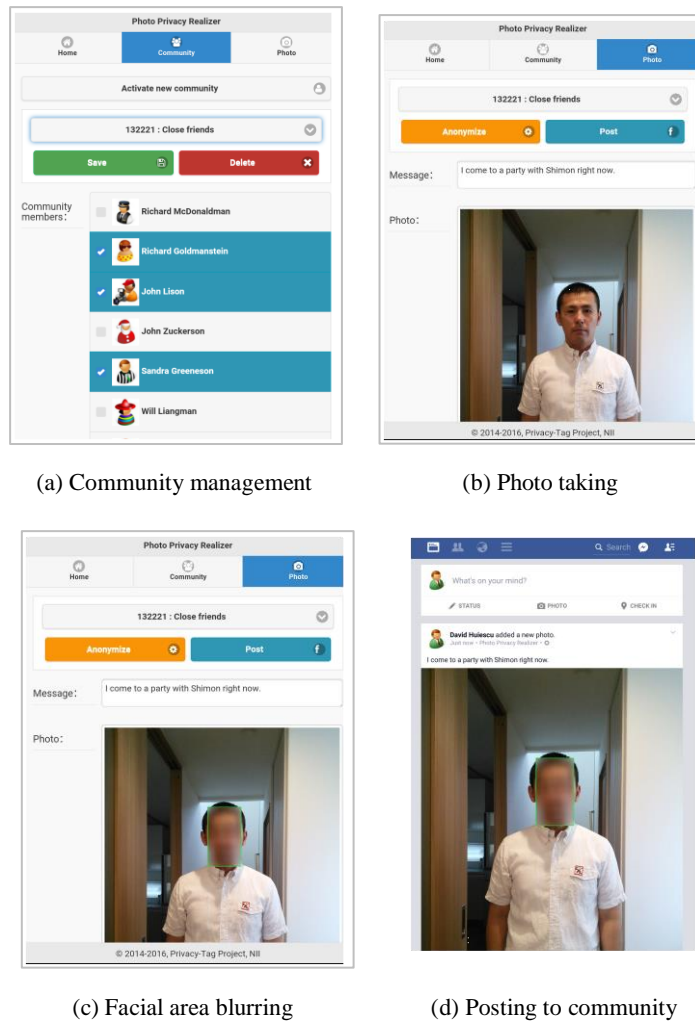 Photo Privacy Realizer
Home
Community
Photo
Activate new community
132221 : Close friends
Save
Delete
Community members:
Richard McDonaldman
Richard Goldmanstein
John Lison
John Zuckerson
Sandra Greeneson
Will Liangman
(a) Community management
Photo Privacy Realizer
Home
Community
Photo
132221 : Close friends
Anonymize
Post
Message:
I come to a party with Shimon right now.
Photo:
© 2014-2016, Privacy-Tag Project, NII
(b) Photo taking
Photo Privacy Realizer
Home
Community
Photo
132221 : Close friends
Anonymize
Post
Message:
I come to a party with Shimon right now.
Photo:
© 2014-2016, Privacy-Tag Project, NII
(c) Facial area blurring
Search
What's on your mind?
STATUS
PHOTO
CHECK IN
David Huiescu added a new photo.
Just now • Photo Privacy Realizer •
I come to a party with Shimon right now.
(d) Posting to community